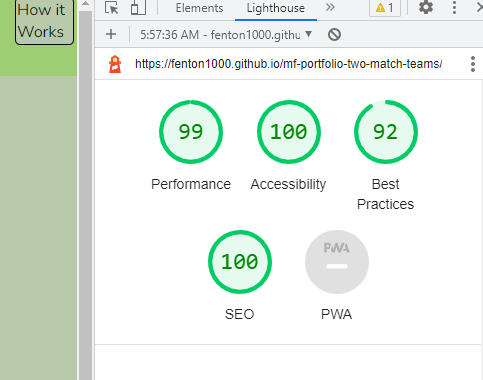 How it
Works
Elements
Lighthouse
1
5:57:36 AM - fenton1000.githu
https://fenton1000.github.io/mf-portfolio-two-match-teams/
99
100
92
Performance
Accessibility
Best
Practices
100
PWA
SEO
PWA